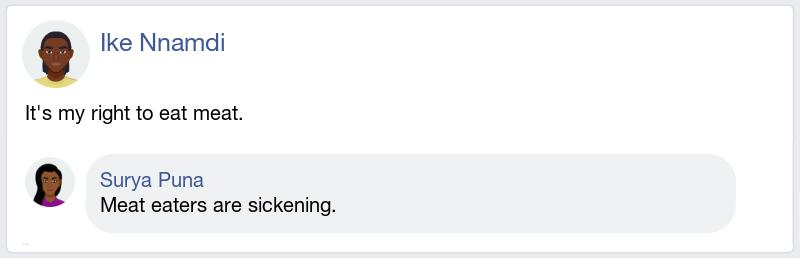 Ike Nnamdi
It's my right to eat meat.
Surya Puna
Meat eaters are sickening.